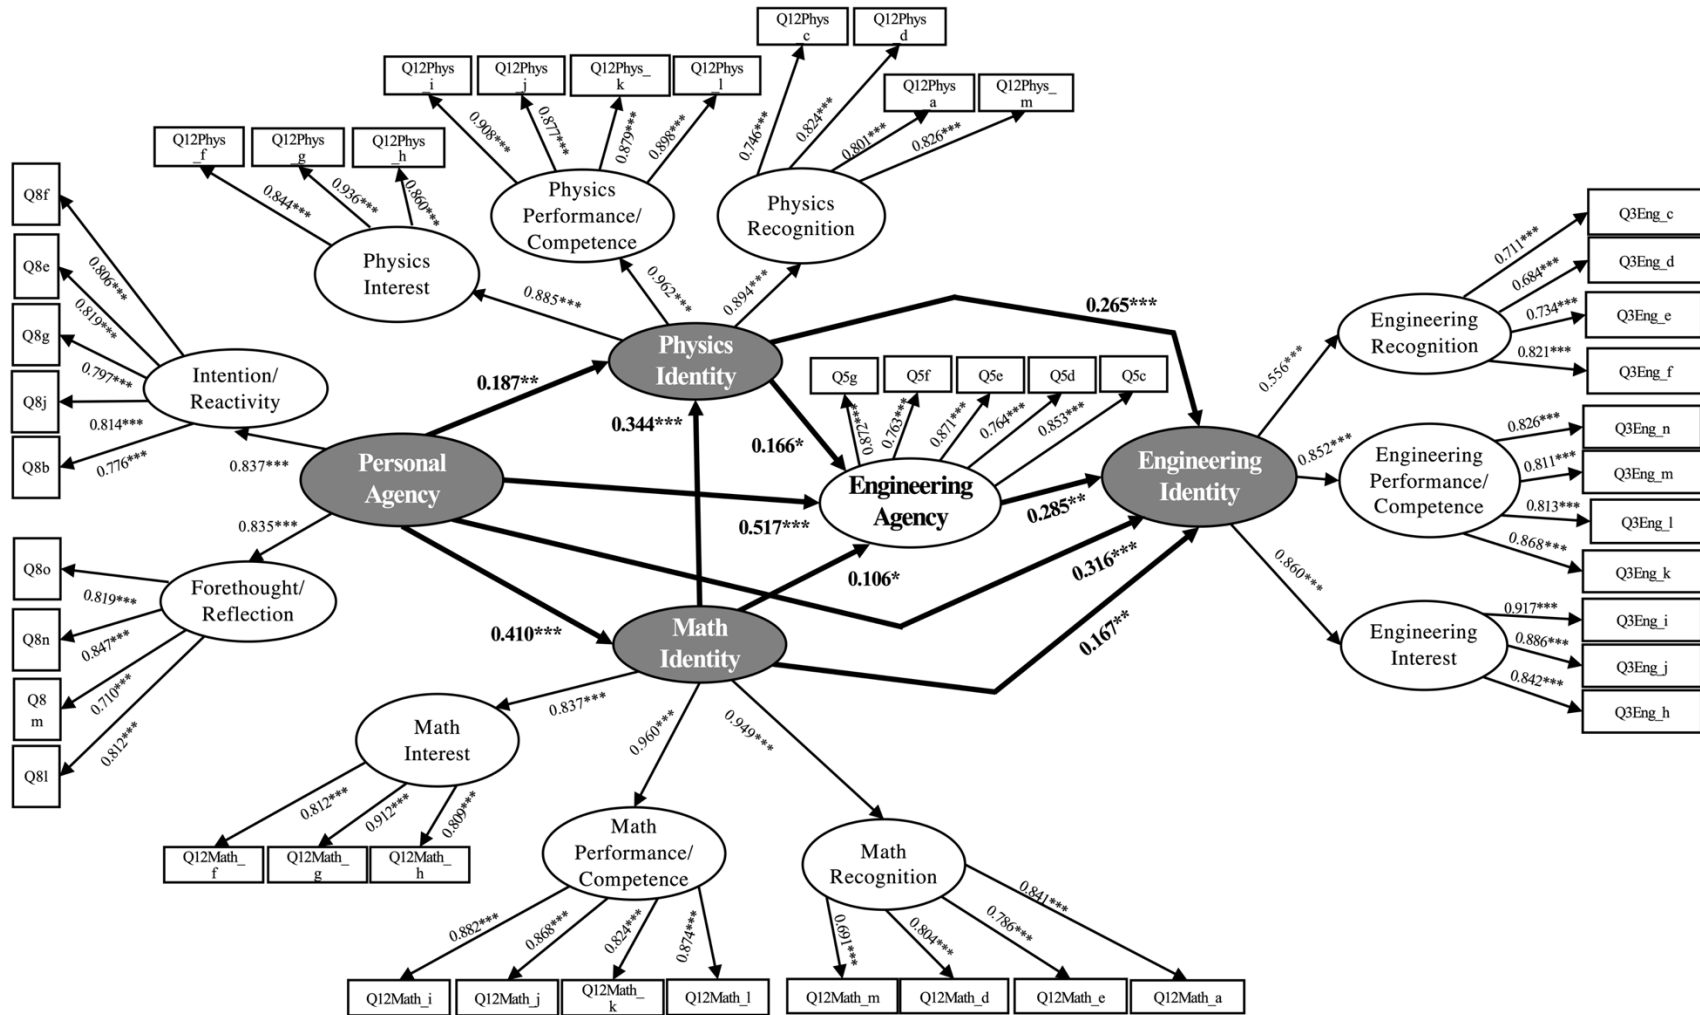 Q12Phys
_c
Q12Phys
_d
Q12Phys
_i
Q12Phys
_j
Q12Phys_
k
Q12Phys
_l
Q12Phys
_a
Q12Phys_
m
0.908***
0.877***
0.879***
0.898***
0.746***
0.824***
0.801***
0.826***
Q12Phys
_f
Q12Phys
_g
Q12Phys
_h
0.844***
0.936***
0.860***
Physics
Performance/
Competence
Physics
Recognition
Physics
Interest
0.885***
0.962***
0.894***
Q8f
Q8e
Q8g
Q8j
Q8b
0.806***
0.819***
0.797***
0.814***
0.776***
Intention/
Reactivity
0.837***
Physics
Identity
0.265***
0.187**
0.344***
0.166*
Q5g
Q5f
Q5e
Q5d
Q5c
0.872***
0.763***
0.871***
0.764***
0.853***
Personal
Agency
Engineering
Agency
Engineering
Identity
0.517***
0.285**
0.106*
0.316***
0.167**
0.410***
0.835***
Q8o
Q8n
Q8
m
Q8l
0.819***
0.847***
0.710***
0.812***
Forethought/
Reflection
Math
Identity
0.556***
0.852***
0.860***
Engineering
Recognition
0.711***
0.684***
0.734***
0.821***
Q3Eng_c
Q3Eng_d
Q3Eng_e
Q3Eng_f
Engineering
Performance/
Competence
0.826***
0.811***
0.813***
0.868***
Q3Eng_n
Q3Eng_m
Q3Eng_l
Q3Eng_k
Engineering
Interest
0.917***
0.886***
0.842***
Q3Eng_i
Q3Eng_j
Q3Eng_h
0.837***
0.960***
0.949***
Math
Interest
0.812***
0.912***
0.809***
Q12Math_
f
Q12Math_
g
Q12Math_
h
Math
Performance/
Competence
0.882***
0.868***
0.824***
0.874***
Q12Math_i
Q12Math_j
Q12Math_
k
Q12Math_l
Math
Recognition
0.691***
0.804***
0.786***
0.841***
Q12Math_m
Q12Math_d
Q12Math_e
Q12Math_a